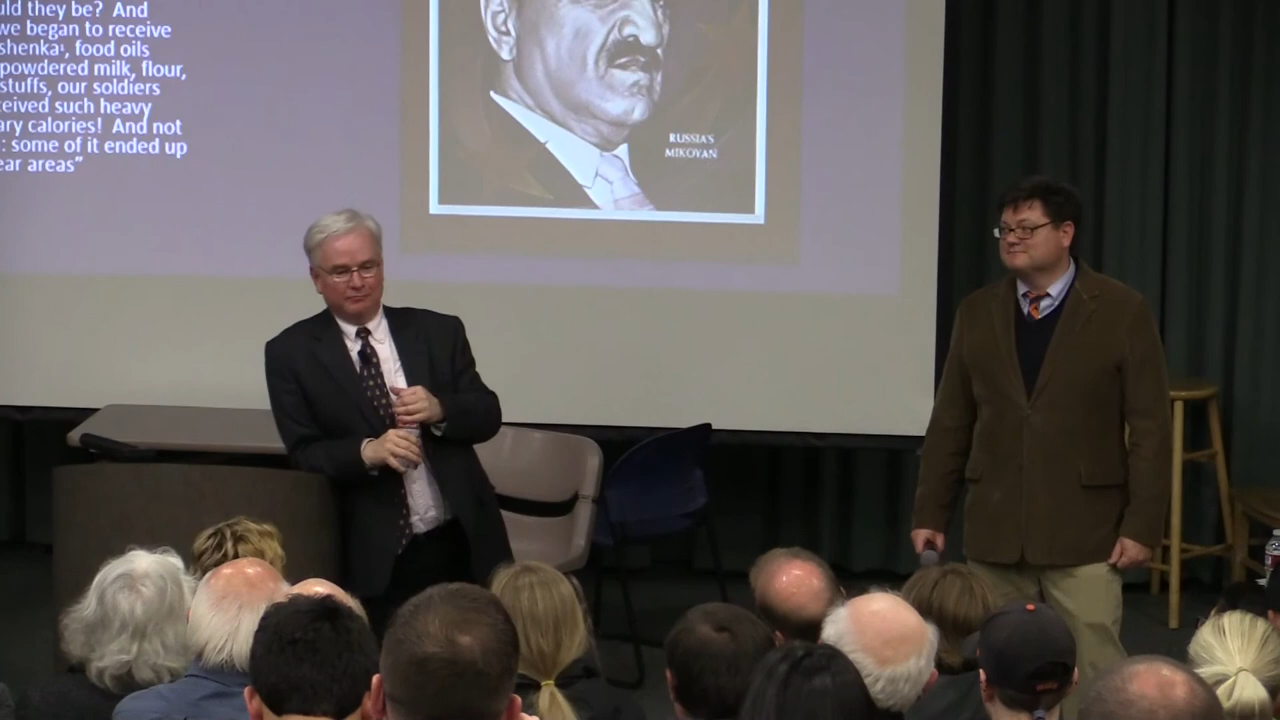 uld they be? And
we began to receive
shenka¹, food oils
powdered milk, flour,
stuffs, our soldiers
ceived such heavy
ary calories! And not
: some of it ended up
ear areas”
RUSSIA'S
MIKOYAN